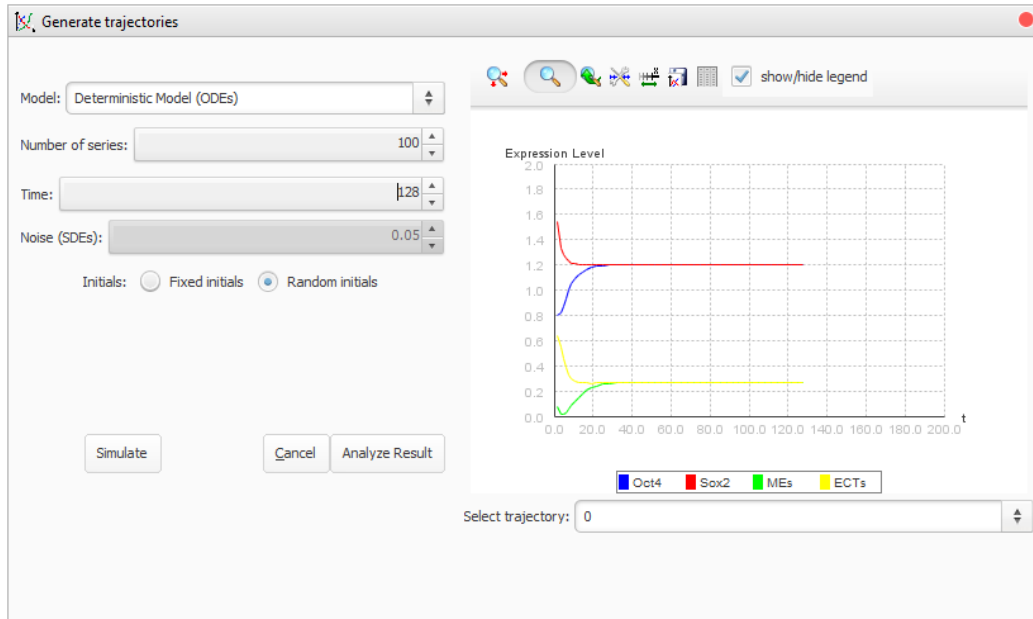 Generate trajectories
Model: Deterministic Model (ODEs)
Number of series: 100
Time: 128
Noise (SDEs): 0.05
Initials: Fixed initials Random initials
Simulate Cancel Analyze Result
show/hide legend
Expression Level
2.0
1.8
1.6
1.4
1.2
1.0
0.8
0.6
0.4
0.2
0.0
t
0.0 20.0 40.0 60.0 80.0 100.0 120.0 140.0 160.0 180.0 200.0
Oct4 Sox2 MEs ECTs
Select trajectory: 0